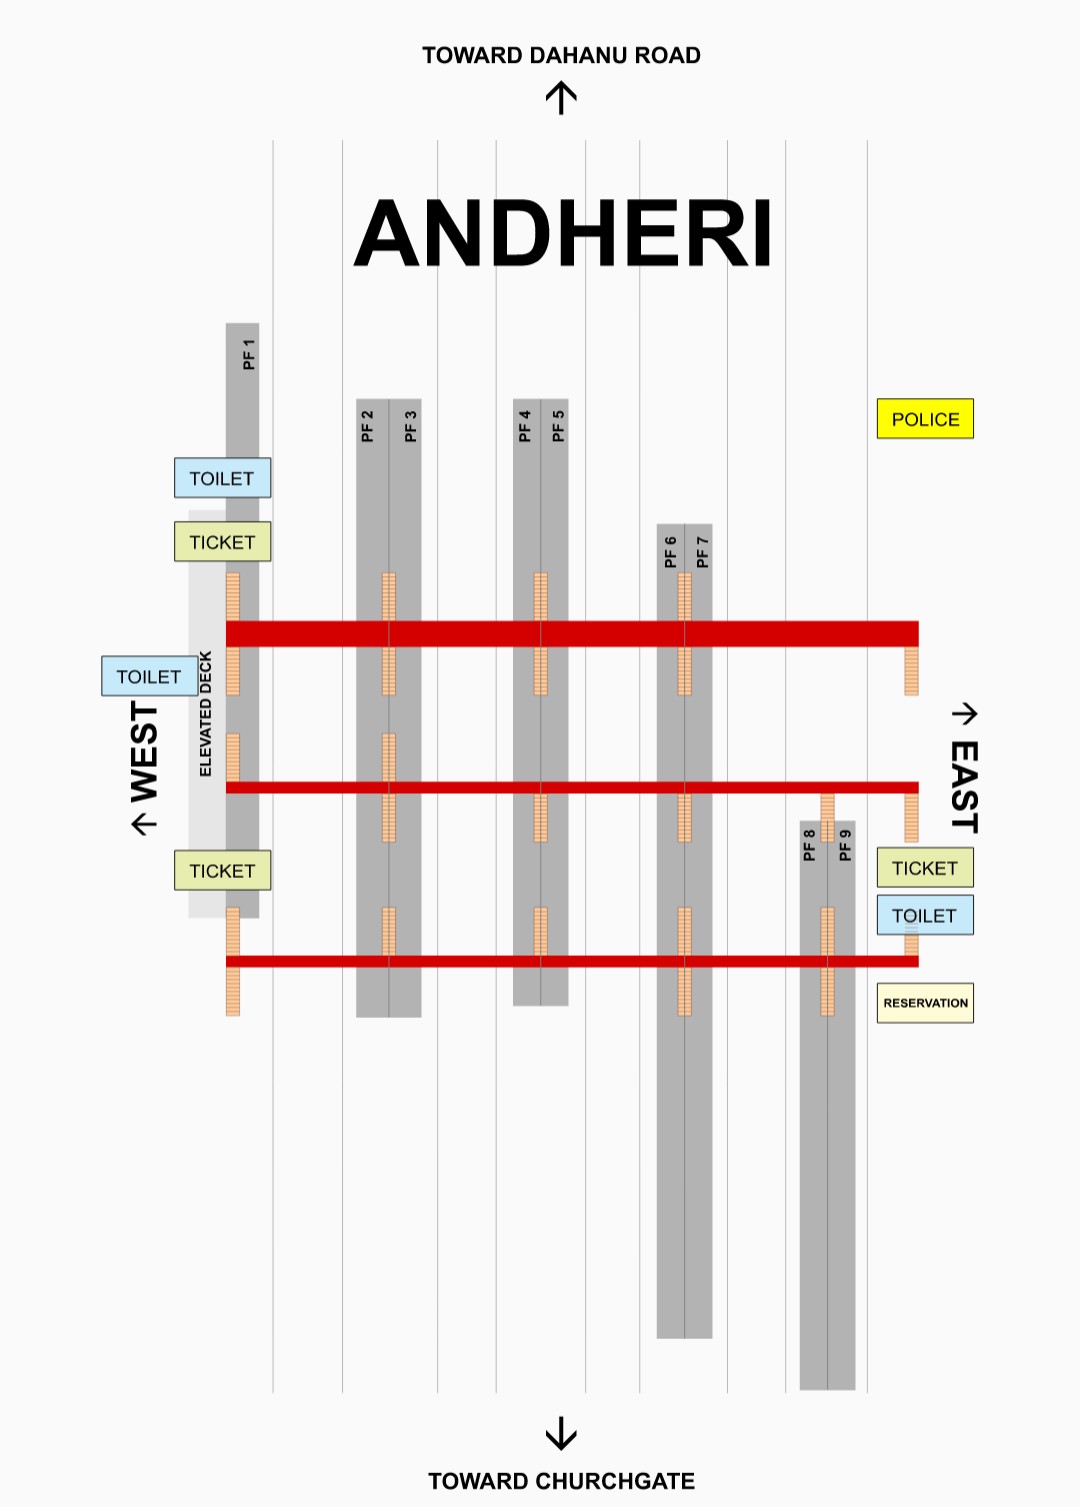 TOWARD DAHANU ROAD
↑
ANDHERI
PF 1
PF 2
PF 3
PF 4
PF 5
POLICE
TOILET
TICKET
PF 6
PF 7
TOILET
ELEVATED DECK
← WEST
← EAST
PF 8
PF 9
TICKET
TICKET
TOILET
RESERVATION
↓
TOWARD CHURCHGATE